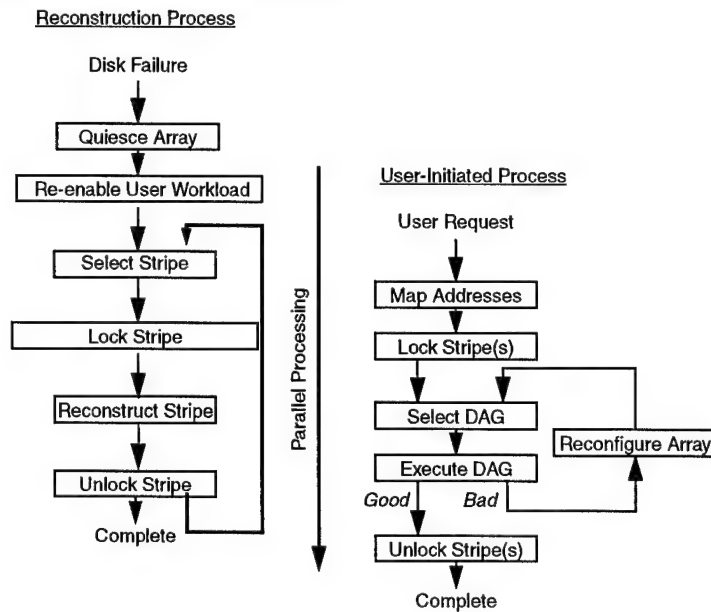 Reconstruction Process
Disk Failure
Quiesce Array
Re-enable User Workload
Select Stripe
Lock Stripe
Reconstruct Stripe
Unlock Stripe
Complete
Parallel Processing
User-Initiated Process
User Request
Map Addresses
Lock Stripe(s)
Select DAG
Reconfigure Array
Execute DAG
Good
Bad
Unlock Stripe(s)
Complete